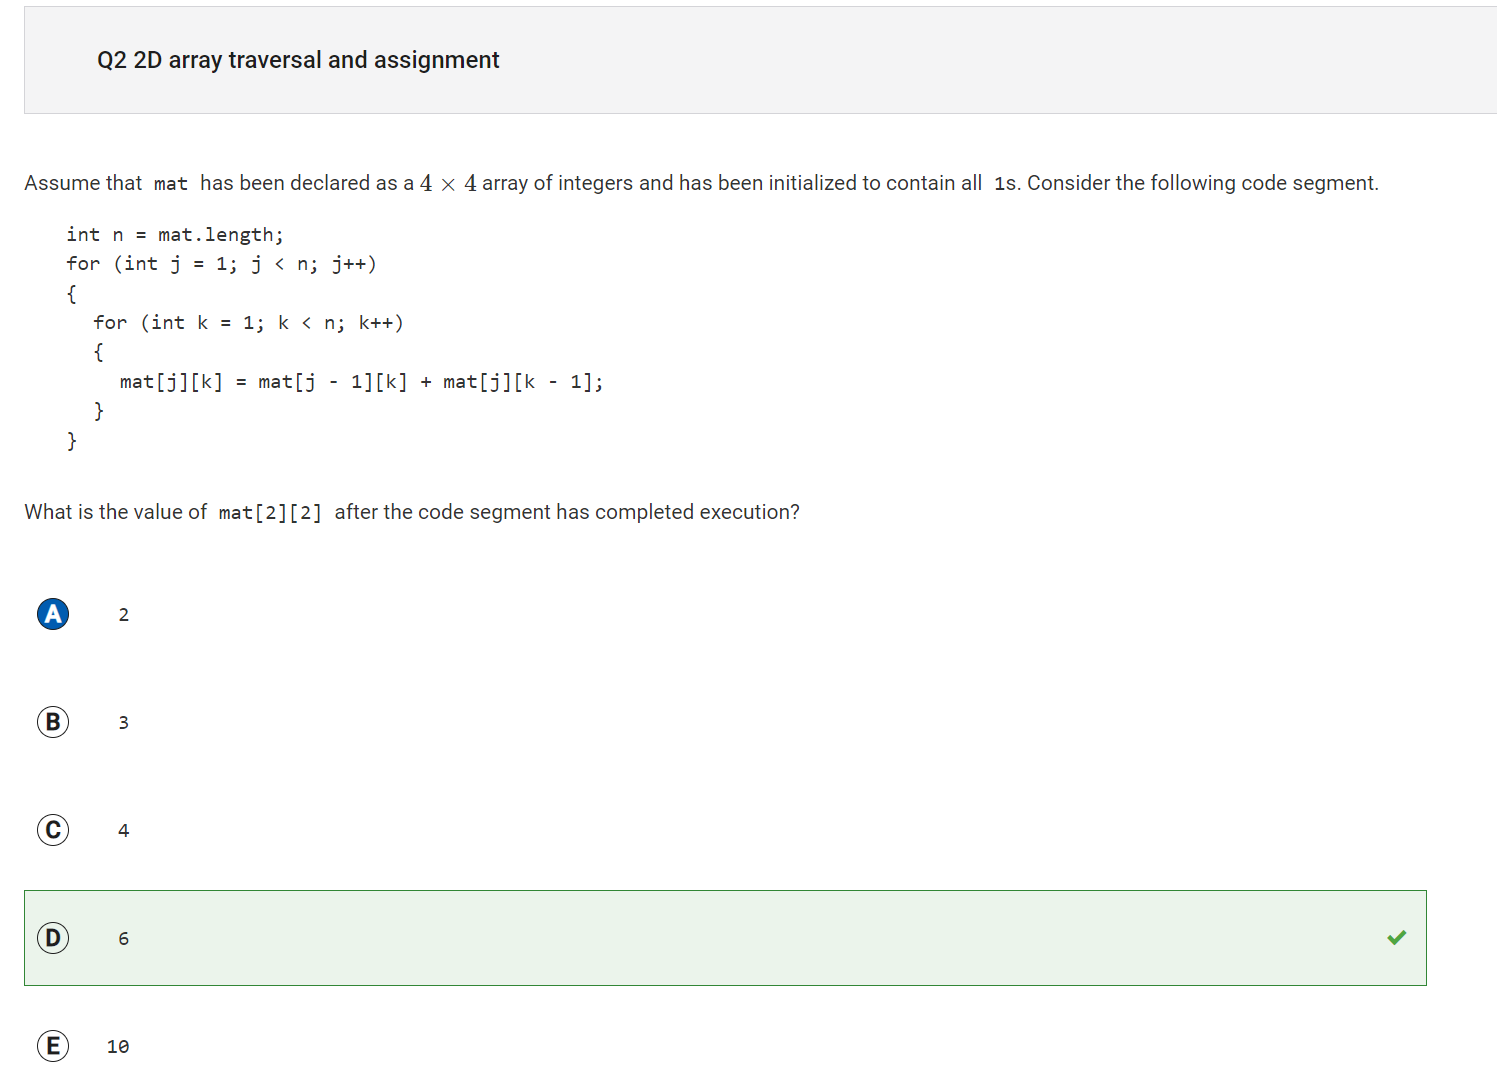 Q2 2D array traversal and assignment
Assume that mat has been declared as a 4 × 4 array of integers and has been initialized to contain all 1s. Consider the following code segment.
int n = mat.length;
for (int j = 1; j < n; j++)
{
for (int k = 1; k < n; k++)
{
mat[j][k] = mat[j - 1][k] + mat[j][k - 1];
}
}
What is the value of mat[2][2] after the code segment has completed execution?
A 2
B 3
C 4
D 6
E 10